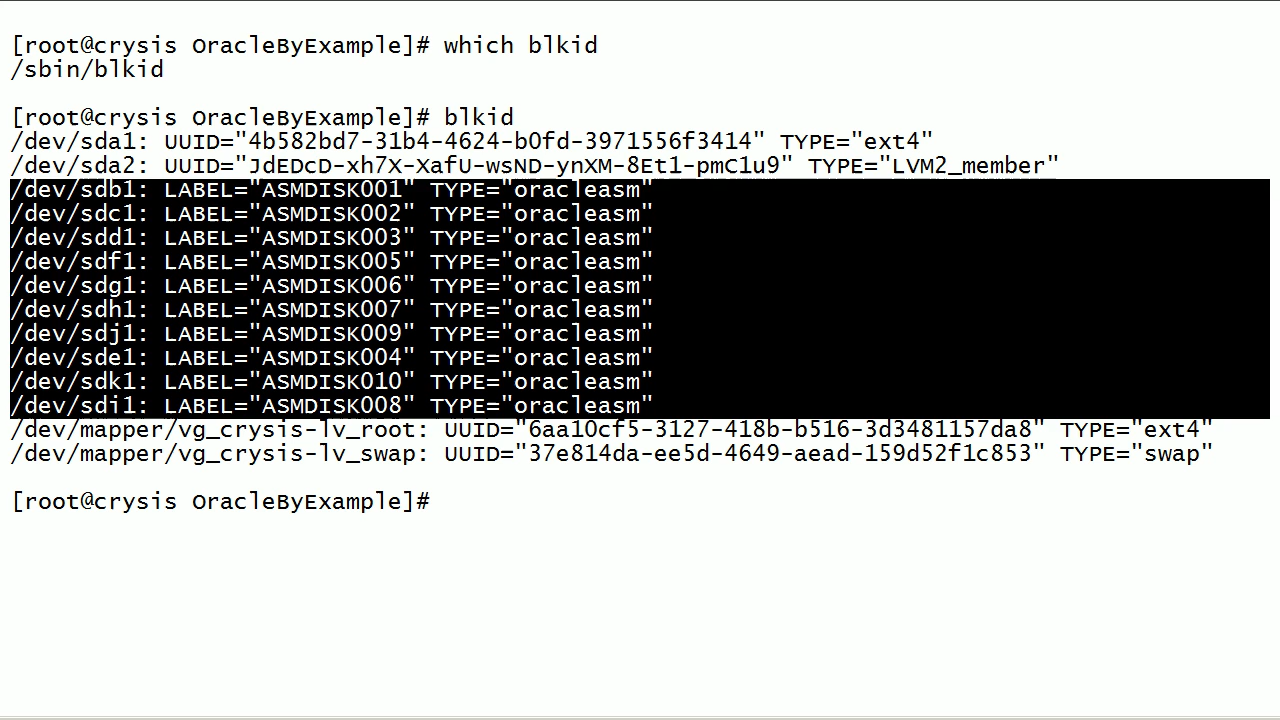 [root@crysis OracleByExample]# which blkid
/sbin/blkid
[root@crysis OracleByExample]# blkid
/dev/sda1: UUID="4b582bd7-31b4-4624-b0fd-3971556f3414" TYPE="ext4"
/dev/sda2: UUID="JdEDcD-xh7X-XafU-wsND-ynXM-8Et1-pmC1u9" TYPE="LVM2_member"
/dev/sdb1: LABEL="ASMDISK001" TYPE="oracleasm"
/dev/sdc1: LABEL="ASMDISK002" TYPE="oracleasm"
/dev/sdd1: LABEL="ASMDISK003" TYPE="oracleasm"
/dev/sdf1: LABEL="ASMDISK005" TYPE="oracleasm"
/dev/sdg1: LABEL="ASMDISK006" TYPE="oracleasm"
/dev/sdh1: LABEL="ASMDISK007" TYPE="oracleasm"
/dev/sdj1: LABEL="ASMDISK009" TYPE="oracleasm"
/dev/sde1: LABEL="ASMDISK004" TYPE="oracleasm"
/dev/sdk1: LABEL="ASMDISK010" TYPE="oracleasm"
/dev/sdi1: LABEL="ASMDISK008" TYPE="oracleasm"
/dev/mapper/vg_crysis-lv_root: UUID="6aa10cf5-3127-418b-b516-3d3481157da8" TYPE="ext4"
/dev/mapper/vg_crysis-lv_swap: UUID="37e814da-ee5d-4649-aead-159d52f1c853" TYPE="swap"
[root@crysis OracleByExample]#